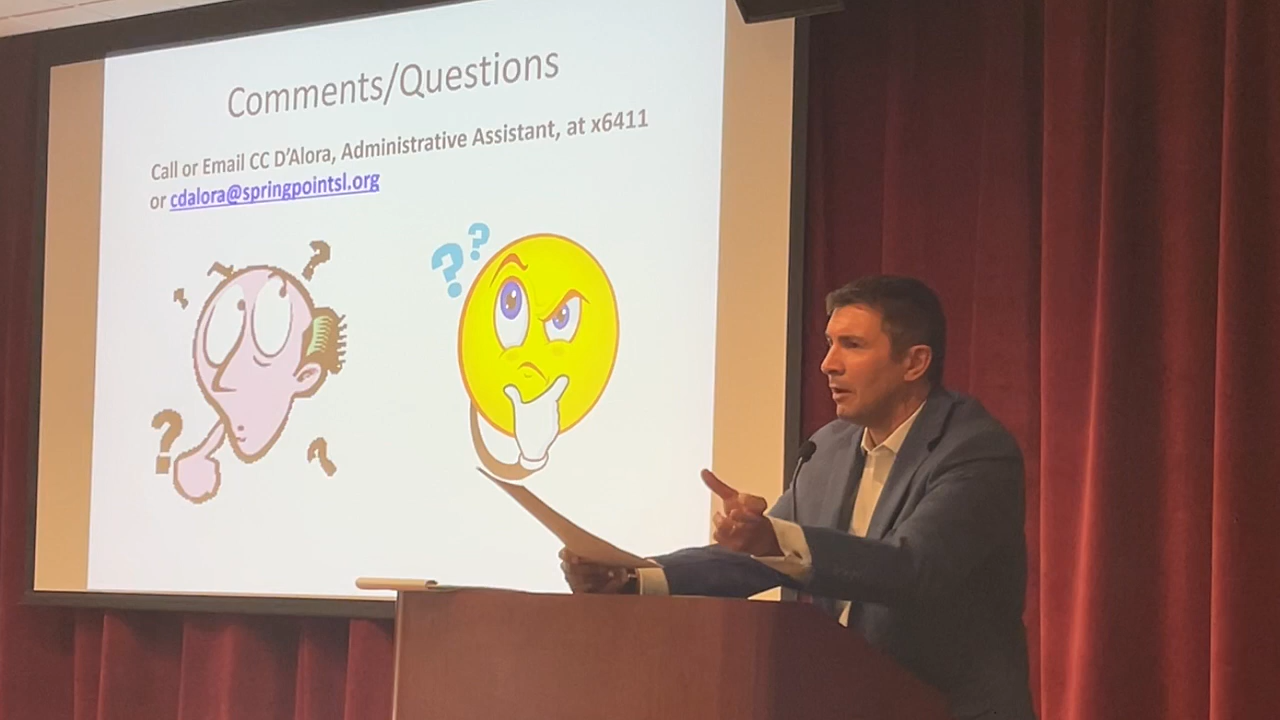 Comments/Questions
Call or Email CC D’Alora, Administrative Assistant, at x6411
or cdalora@springpointsl.org